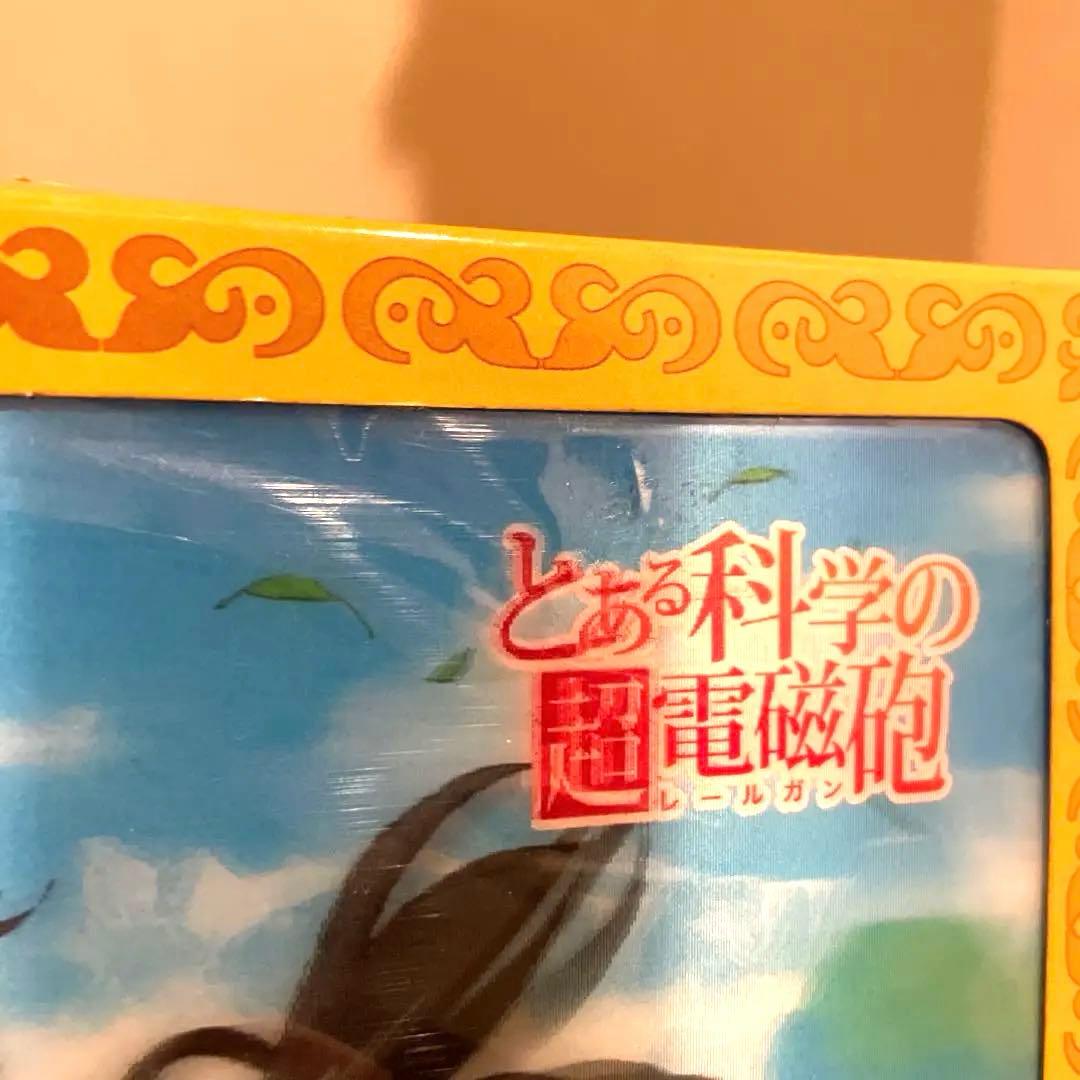 とある科学の
超電磁砲
レールガン